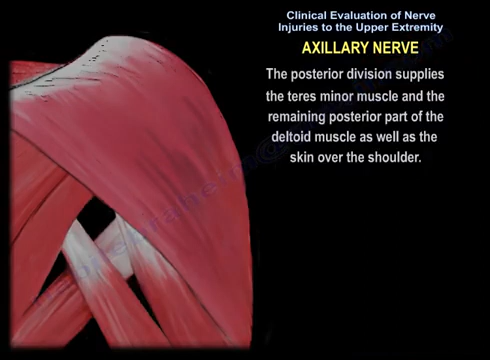 Clinical Evaluation of Nerve
Injuries to the Upper Extremity
AXILLARY NERVE
The posterior division supplies
the teres minor muscle and the
remaining posterior part of the
deltoid muscle as well as the
skin over the shoulder.